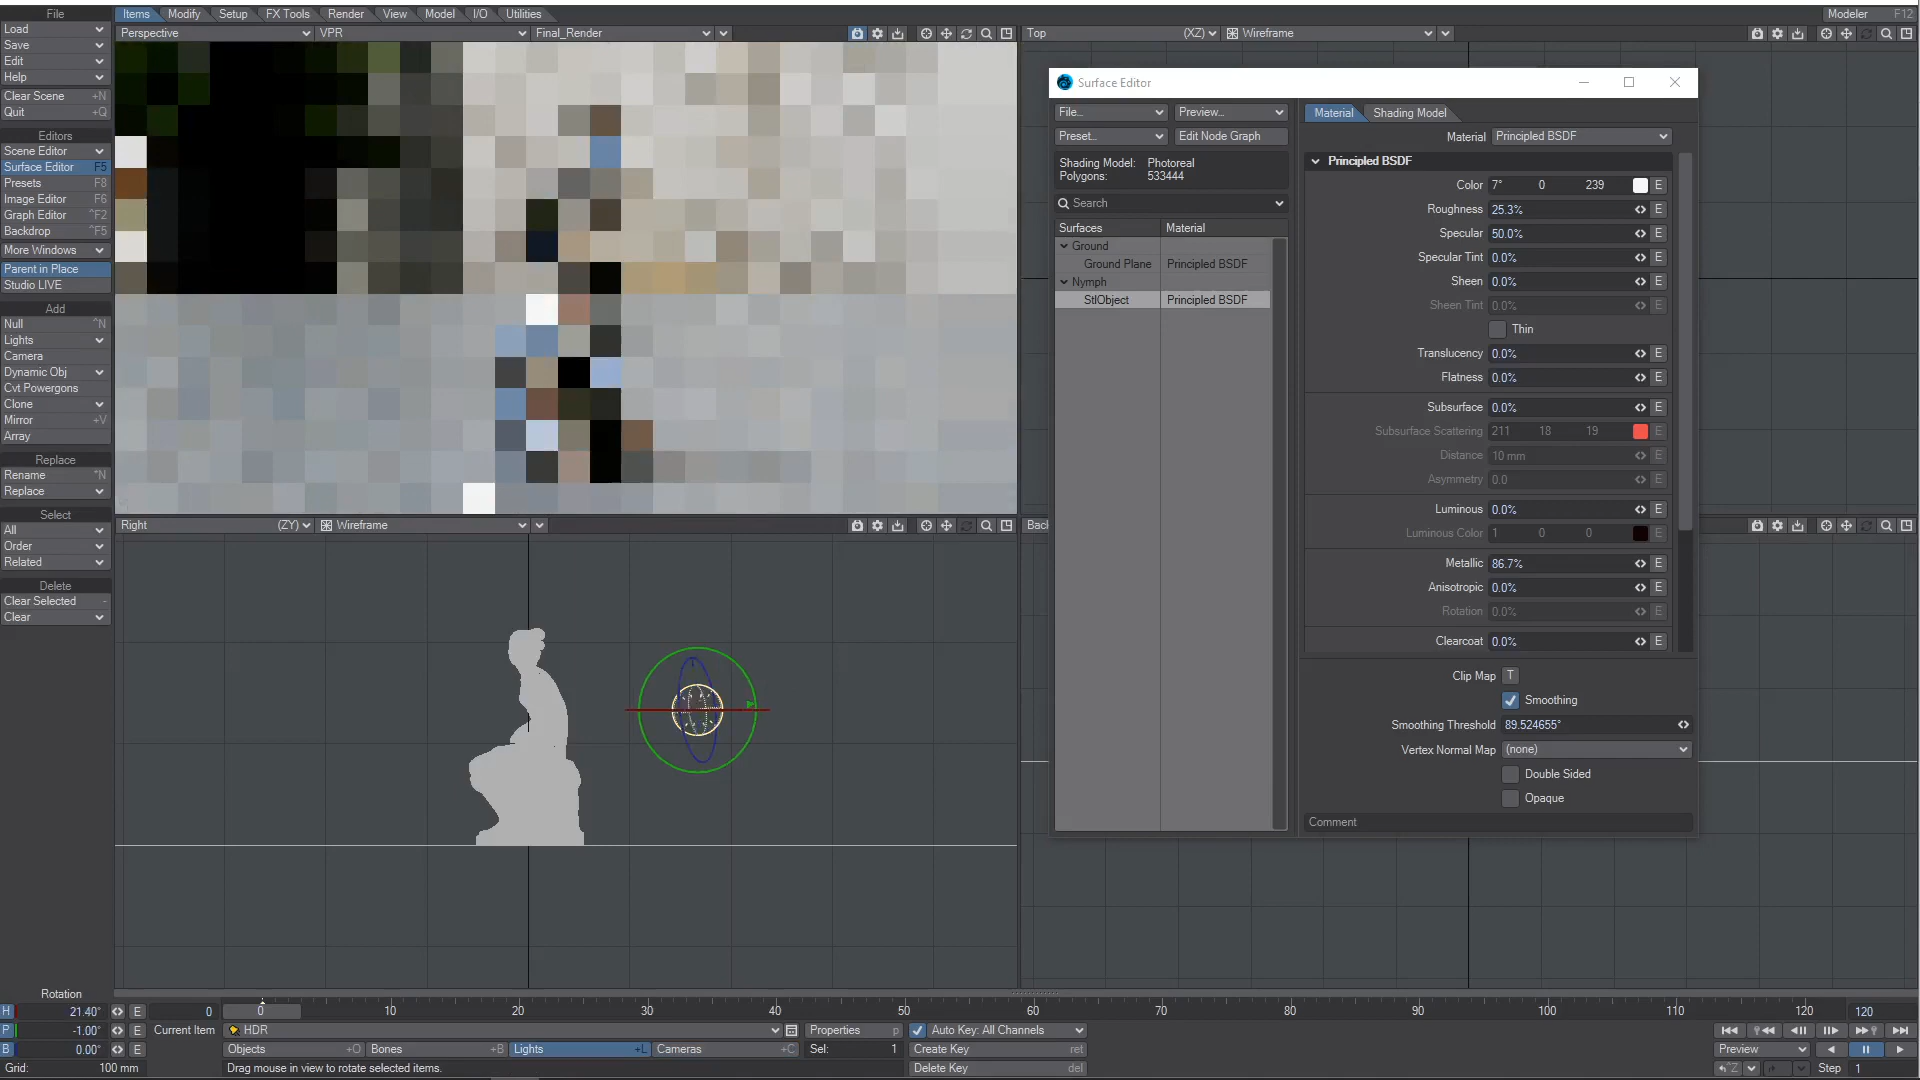 File
Items Modify Setup FX Tools Render View Model I/O Utilities
Modeler F12
Load
Save
Edit
Help
Clear Scene +N
Quit +Q
Editors
Scene Editor
Surface Editor F5
Presets F8
Image Editor F6
Graph Editor ^F2
Backdrop ^F5
More Windows
Parent in Place
Studio LIVE
Add
Null ^N
Lights
Camera
Dynamic Obj
Cvt Powergons
Clone
Mirror +V
Array
Replace
Rename
Replace
Select
All
Order
Related
Delete
Clear Selected -
Clear
Perspective VPR Final_Render
Top (XZ) Wireframe
Right (ZY) Wireframe
Surface Editor
File... Preview...
Preset... Edit Node Graph
Shading Model: Photoreal
Polygons: 533444
Search
Surfaces Material
Ground
Ground Plane Principled BSDF
Nymph
StlObject Principled BSDF
Material Shading Model
Material Principled BSDF
Principled BSDF
Color 7° 0 239 E
Roughness 25.3% E
Specular 50.0% E
Specular Tint 0.0% E
Sheen 0.0% E
Sheen Tint 0.0% E
Thin
Translucency 0.0% E
Flatness 0.0% E
Subsurface 0.0% E
Subsurface Scattering 211 18 19 E
Distance 10 mm E
Asymmetry 0.0 E
Luminous 0.0% E
Luminous Color 1 0 0 E
Metallic 86.7% E
Anisotropic 0.0% E
Rotation 0.0% E
Clearcoat 0.0% E
Clip Map T
Smoothing
Smoothing Threshold 89.524655°
Vertex Normal Map (none)
Double Sided
Opaque
Comment
Rotation
H 21.40° E 0 0 10 20 30 40 50 60 70 80 90 100 110 120 120
P -1.00° E Current Item HDR Properties p Auto Key: All Channels
B 0.00° E Objects +O Bones +B Lights +L Cameras +C Sel: 1 Create Key ret Preview
Grid: 100 mm Drag mouse in view to rotate selected items. Delete Key del ^Z Step 1